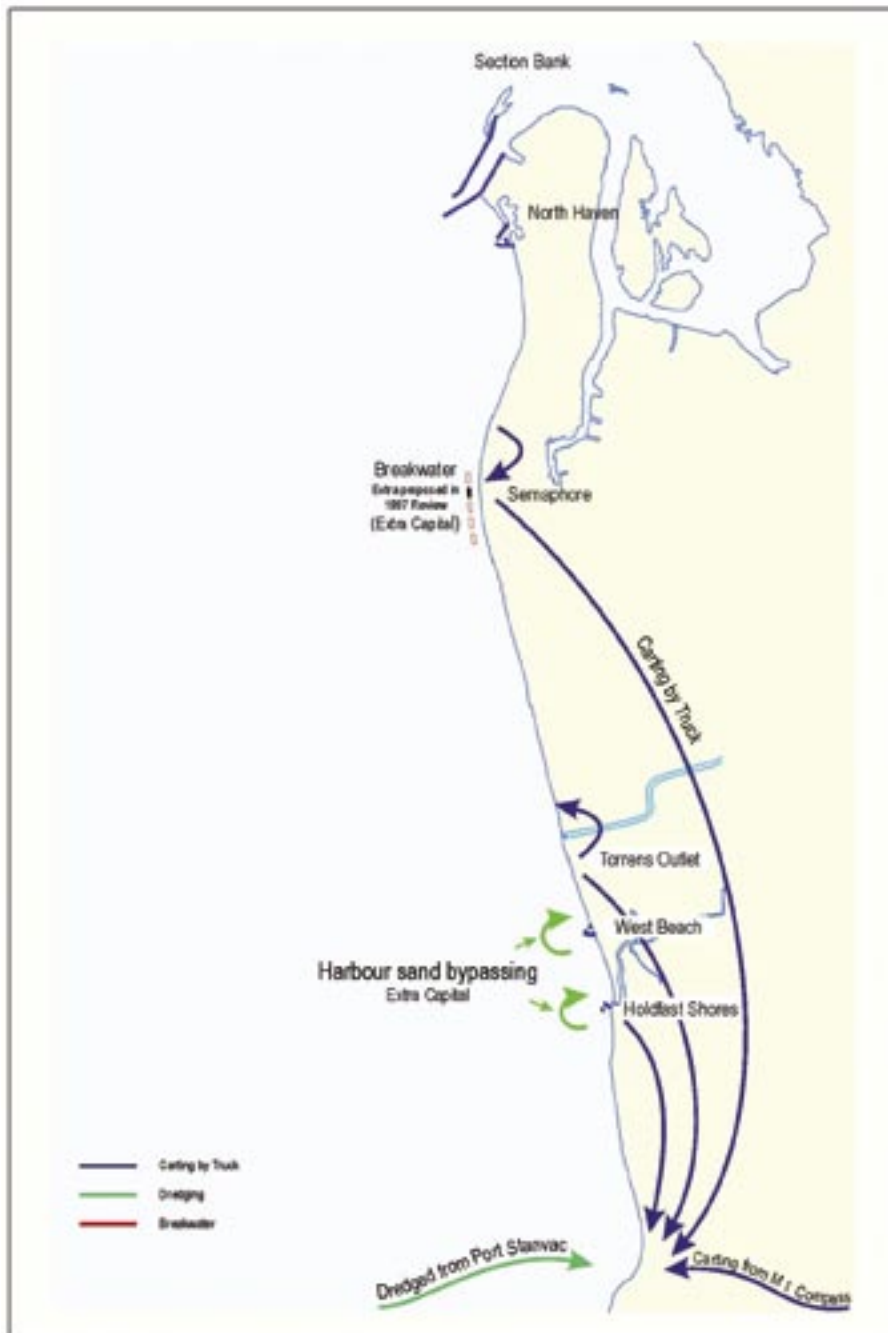 Section Bank
North Haven
Breakwater
Extra proposed in
1997 Review
(Extra Capital)
Semaphore
Carting by Truck
Torrens Outlet
West Beach
Harbour sand bypassing
Extra Capital
Holdfast Shores
Carting by Truck
Dredging
Breakwater
Dredged from Port Stanvac
Carting from Mt Compass